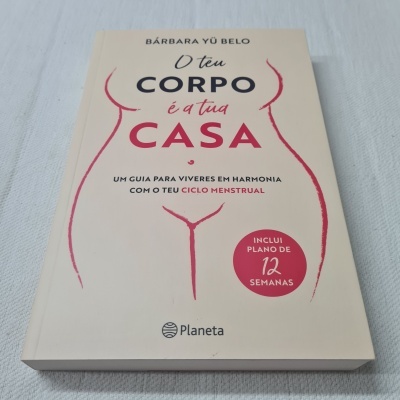 BÁRBARA YÜ BELO
O teu
CORPO
é a tua
CASA
UM GUIA PARA VIVERES EM HARMONIA
COM O TEU CICLO MENSTRUAL
INCLUI
PLANO DE
12
SEMANAS
Planeta